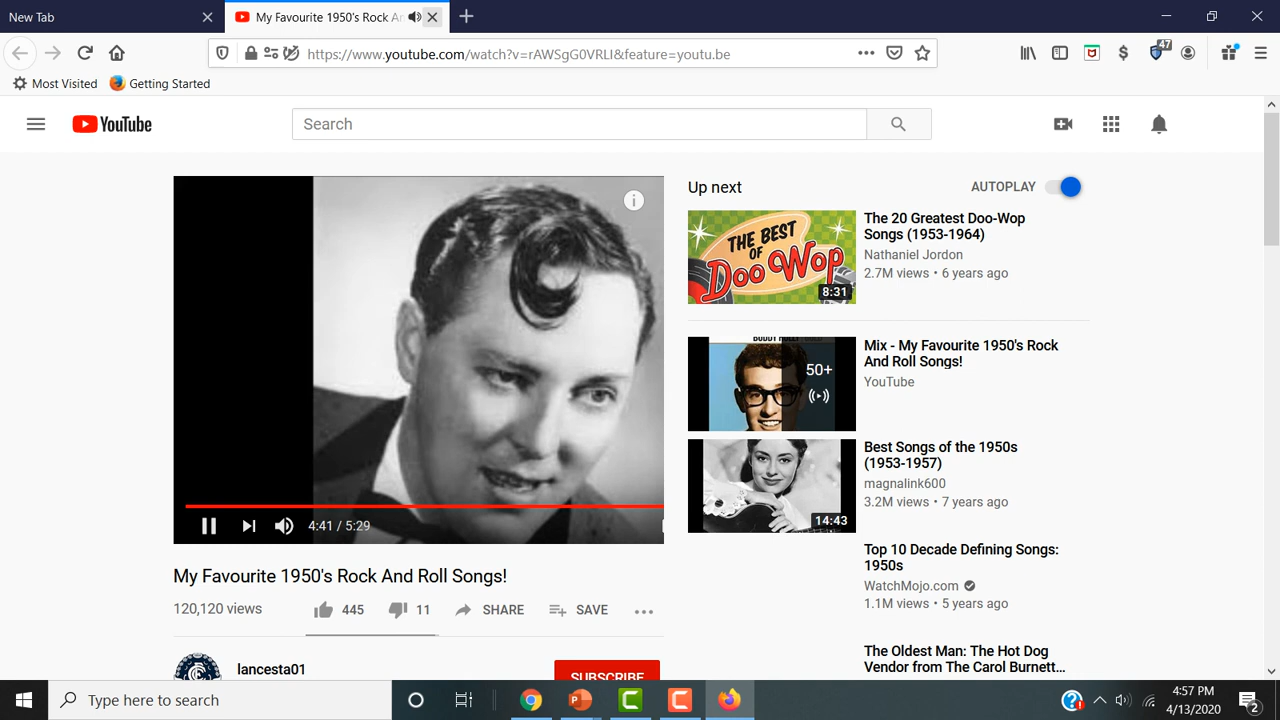 New Tab
My Favourite 1950's Rock An
https://www.youtube.com/watch?v=rAWSgG0VRLI&feature=youtu.be
47
Most Visited
Getting Started
YouTube
Search
Up next
AUTOPLAY
THE BEST
OF
Doo Wop
8:31
The 20 Greatest Doo-Wop
Songs (1953-1964)
Nathaniel Jordon
2.7M views • 6 years ago
BUDDY HOLLY
50+
Mix - My Favourite 1950's Rock
And Roll Songs!
YouTube
14:43
Best Songs of the 1950s
(1953-1957)
magnalink600
3.2M views • 7 years ago
Top 10 Decade Defining Songs:
1950s
WatchMojo.com
1.1M views • 5 years ago
The Oldest Man: The Hot Dog
Vendor from The Carol Burnett...
4:41 / 5:29
My Favourite 1950's Rock And Roll Songs!
120,120 views
445
11
SHARE
SAVE
lancesta01
SUBSCRIBE
Type here to search
4:57 PM
4/13/2020
2